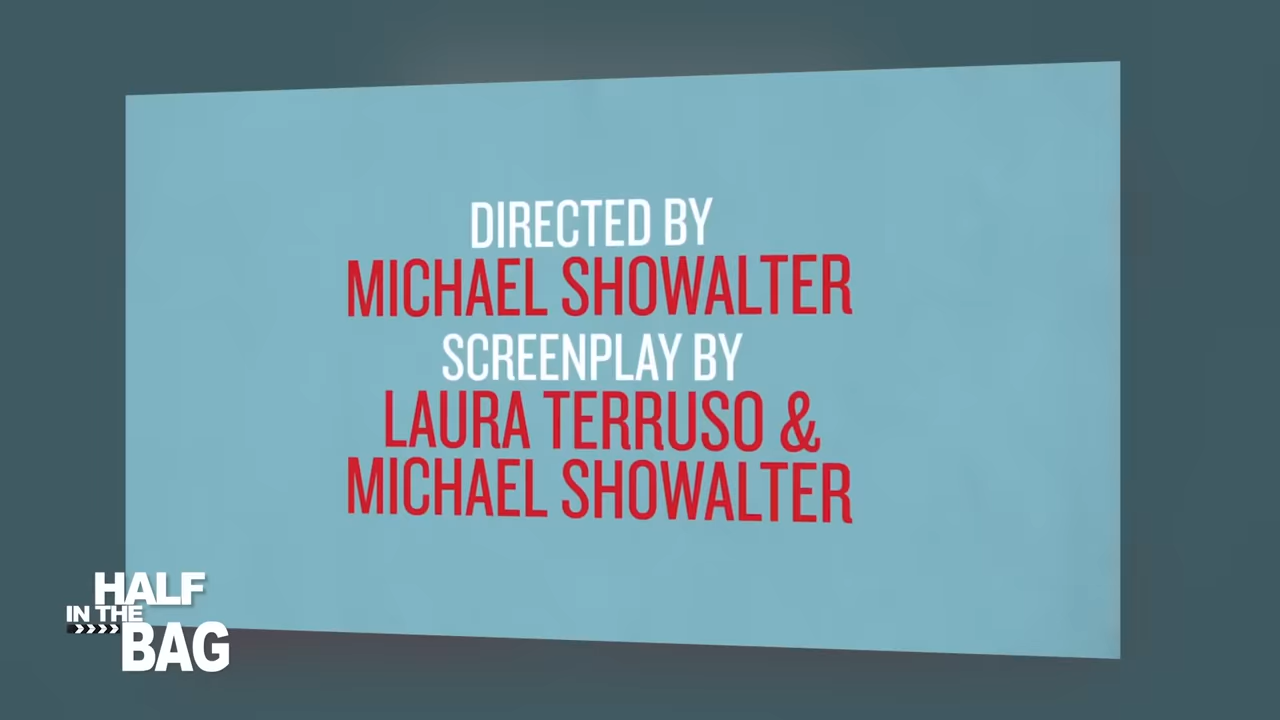 DIRECTED BY
MICHAEL SHOWALTER
SCREENPLAY BY
LAURA TERRUSO &
MICHAEL SHOWALTER
HALF
IN THE
BAG